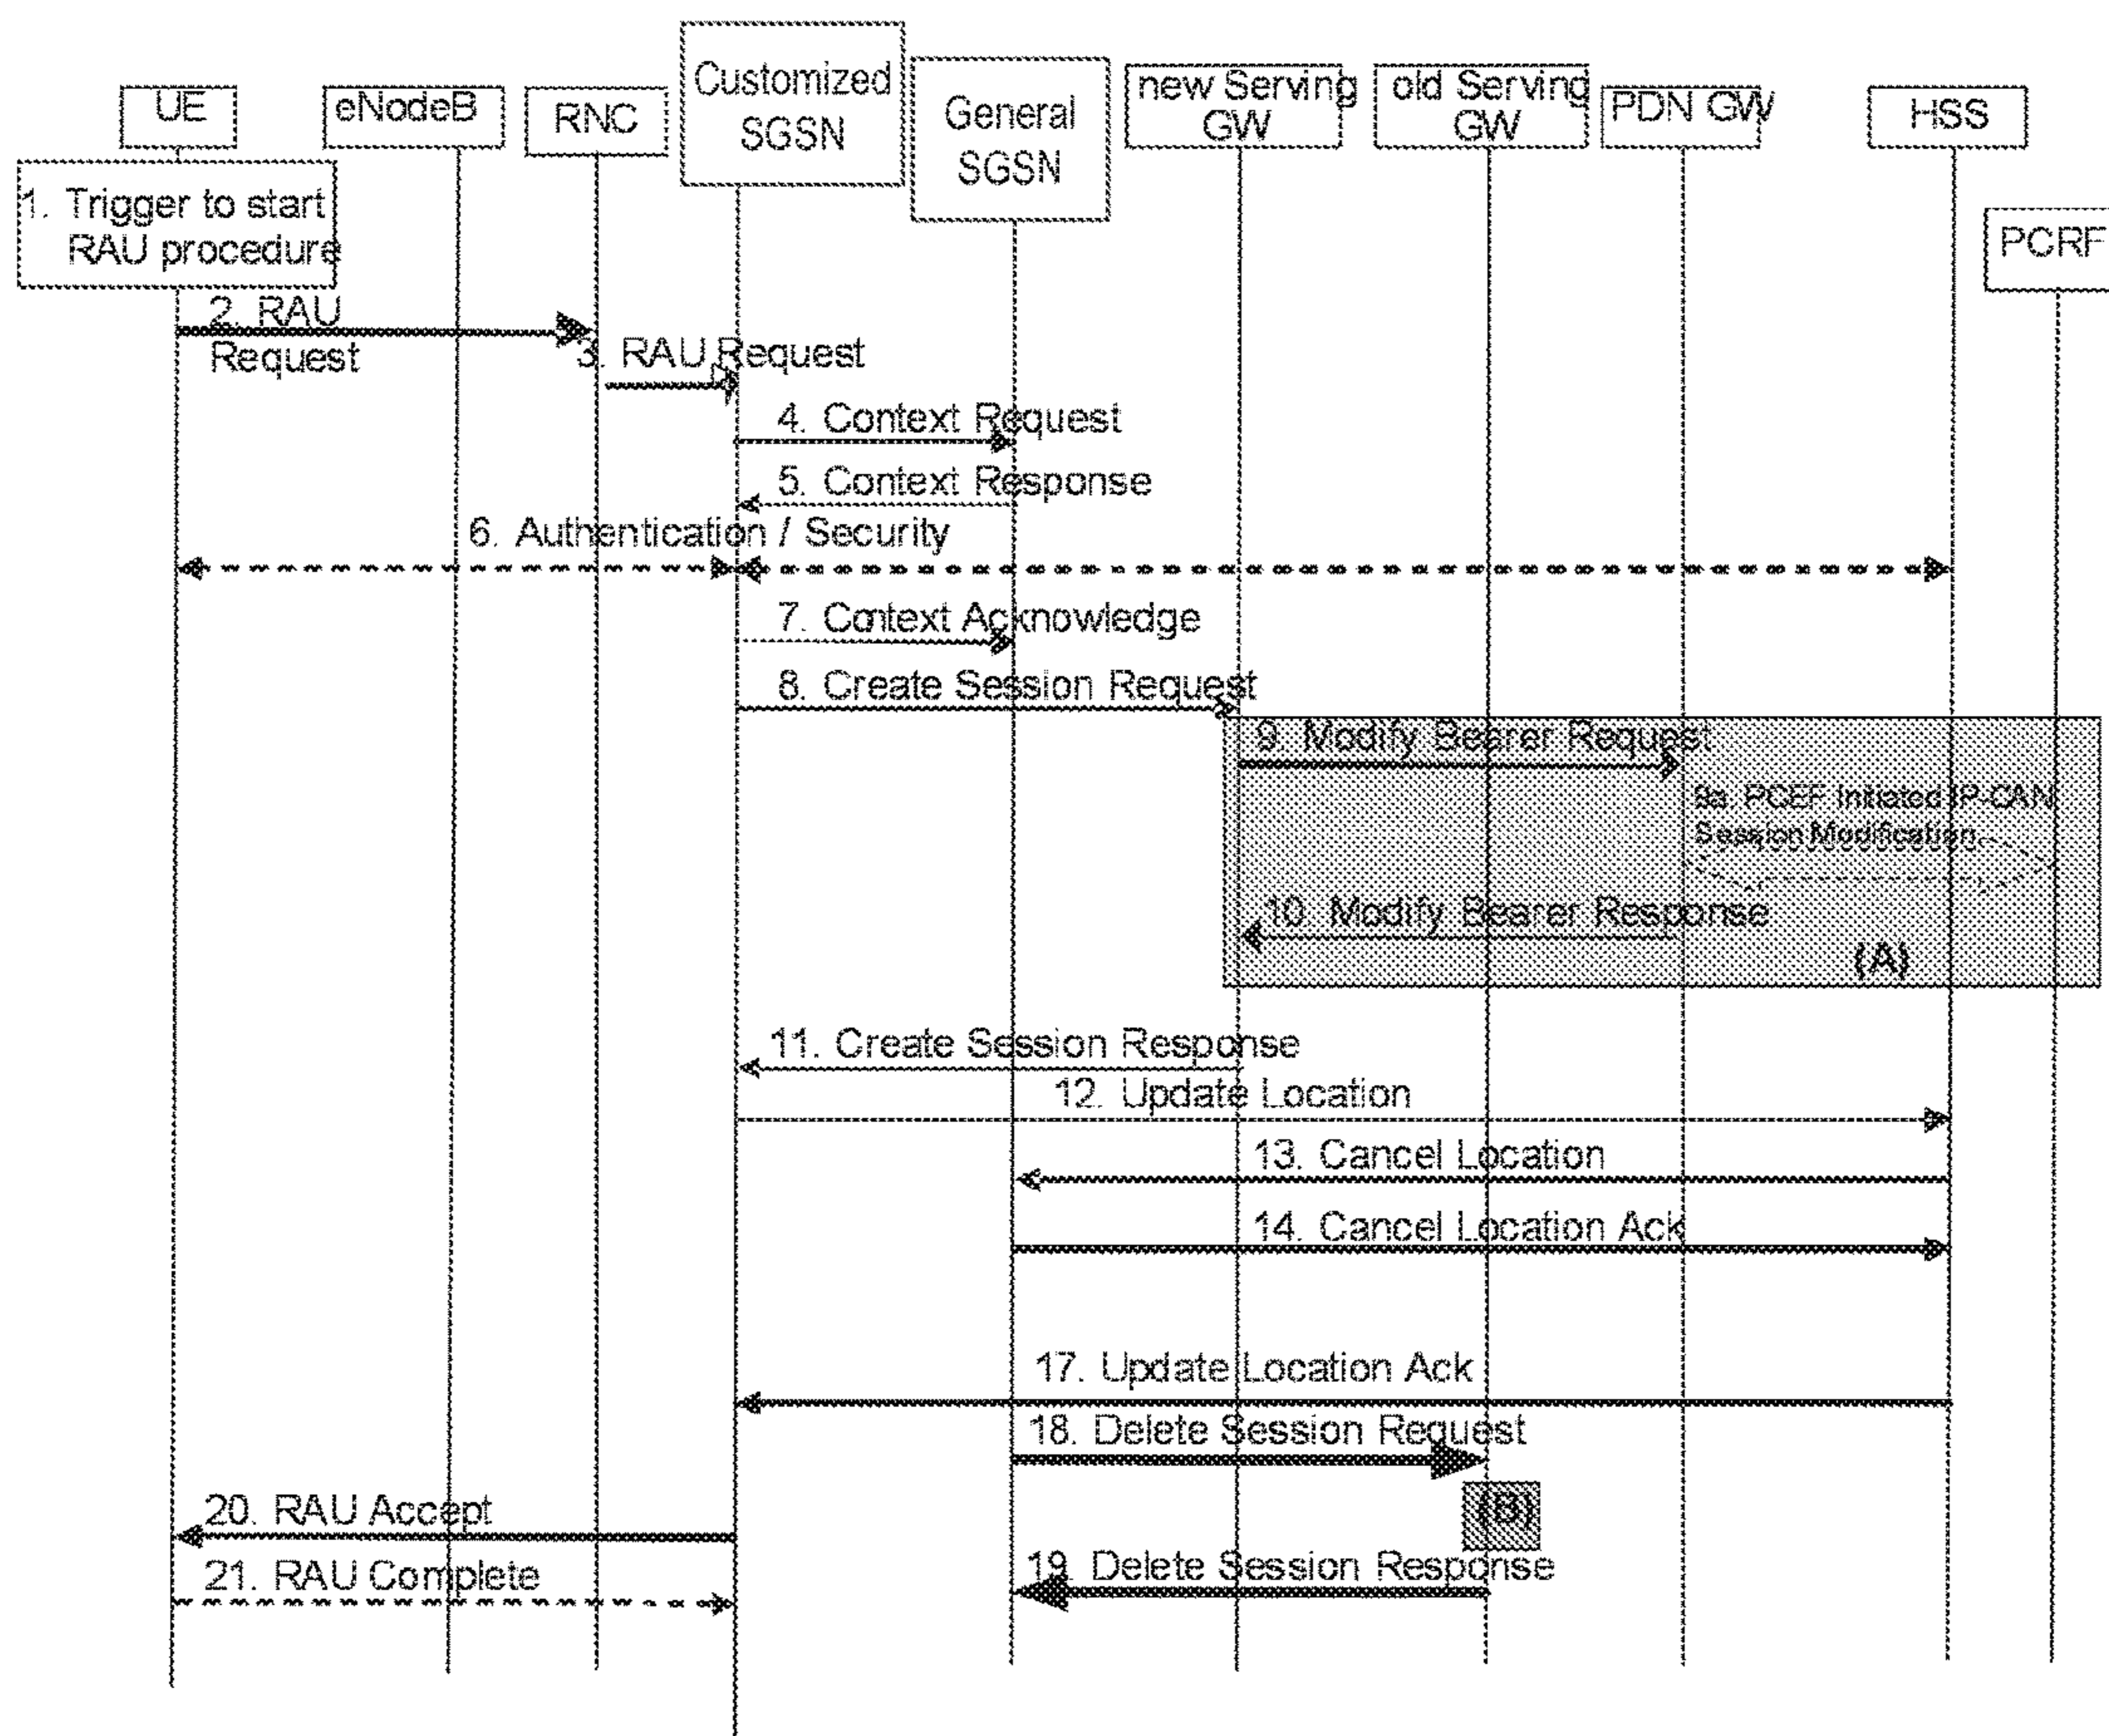 UE
eNodeB
RNC
Customized
SGSN
General
SGSN
new Serving
GW
old Serving
GW
PDN GW
HSS
PCRF
1. Trigger to start
RAU procedure
2. RAU
Request
3. RAU Request
4. Context Request
5. Context Response
6. Authentication / Security
7. Context Acknowledge
8. Create Session Request
9. Modify Bearer Request
9a. PCEF Initiated IP-CAN
Session Modification
10. Modify Bearer Response
(A)
11. Create Session Response
12. Update Location
13. Cancel Location
14. Cancel Location Ack
17. Update Location Ack
18. Delete Session Request
(B)
20. RAU Accept
19. Delete Session Response
21. RAU Complete